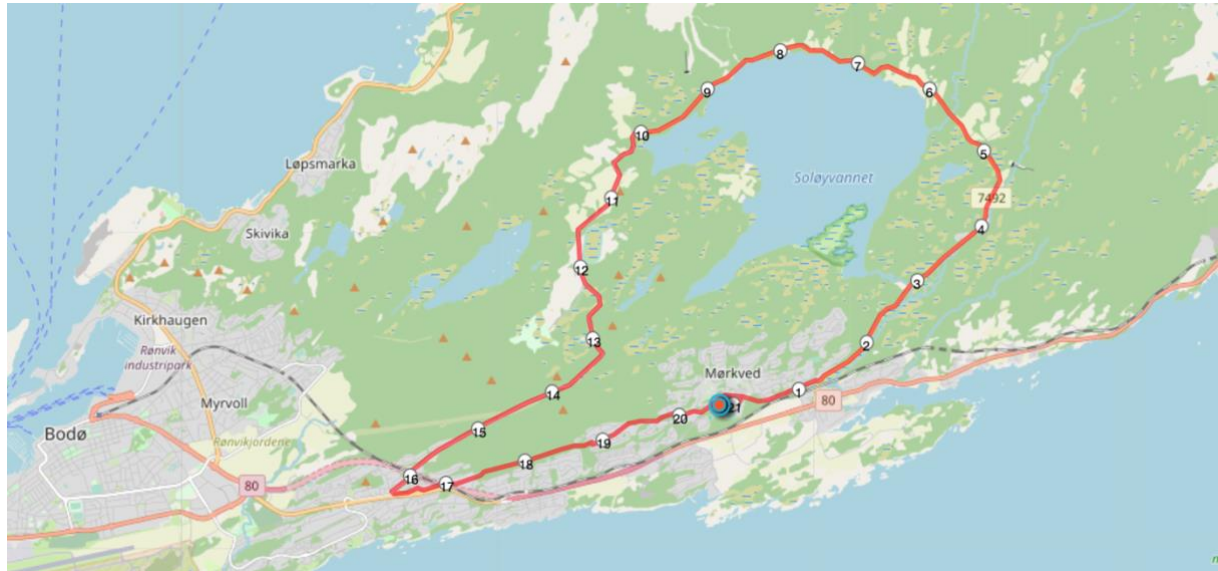 8
7
9
6
10
5
Løpsmarka
Soløyvannet
11
7492
Skivika
4
12
3
Kirkhaugen
Rønvik
industripark
13
2
Mørkved
14
1
80
Myrvoll
21
20
Bodø
15
Rønvikjordene
19
18
16
17
80